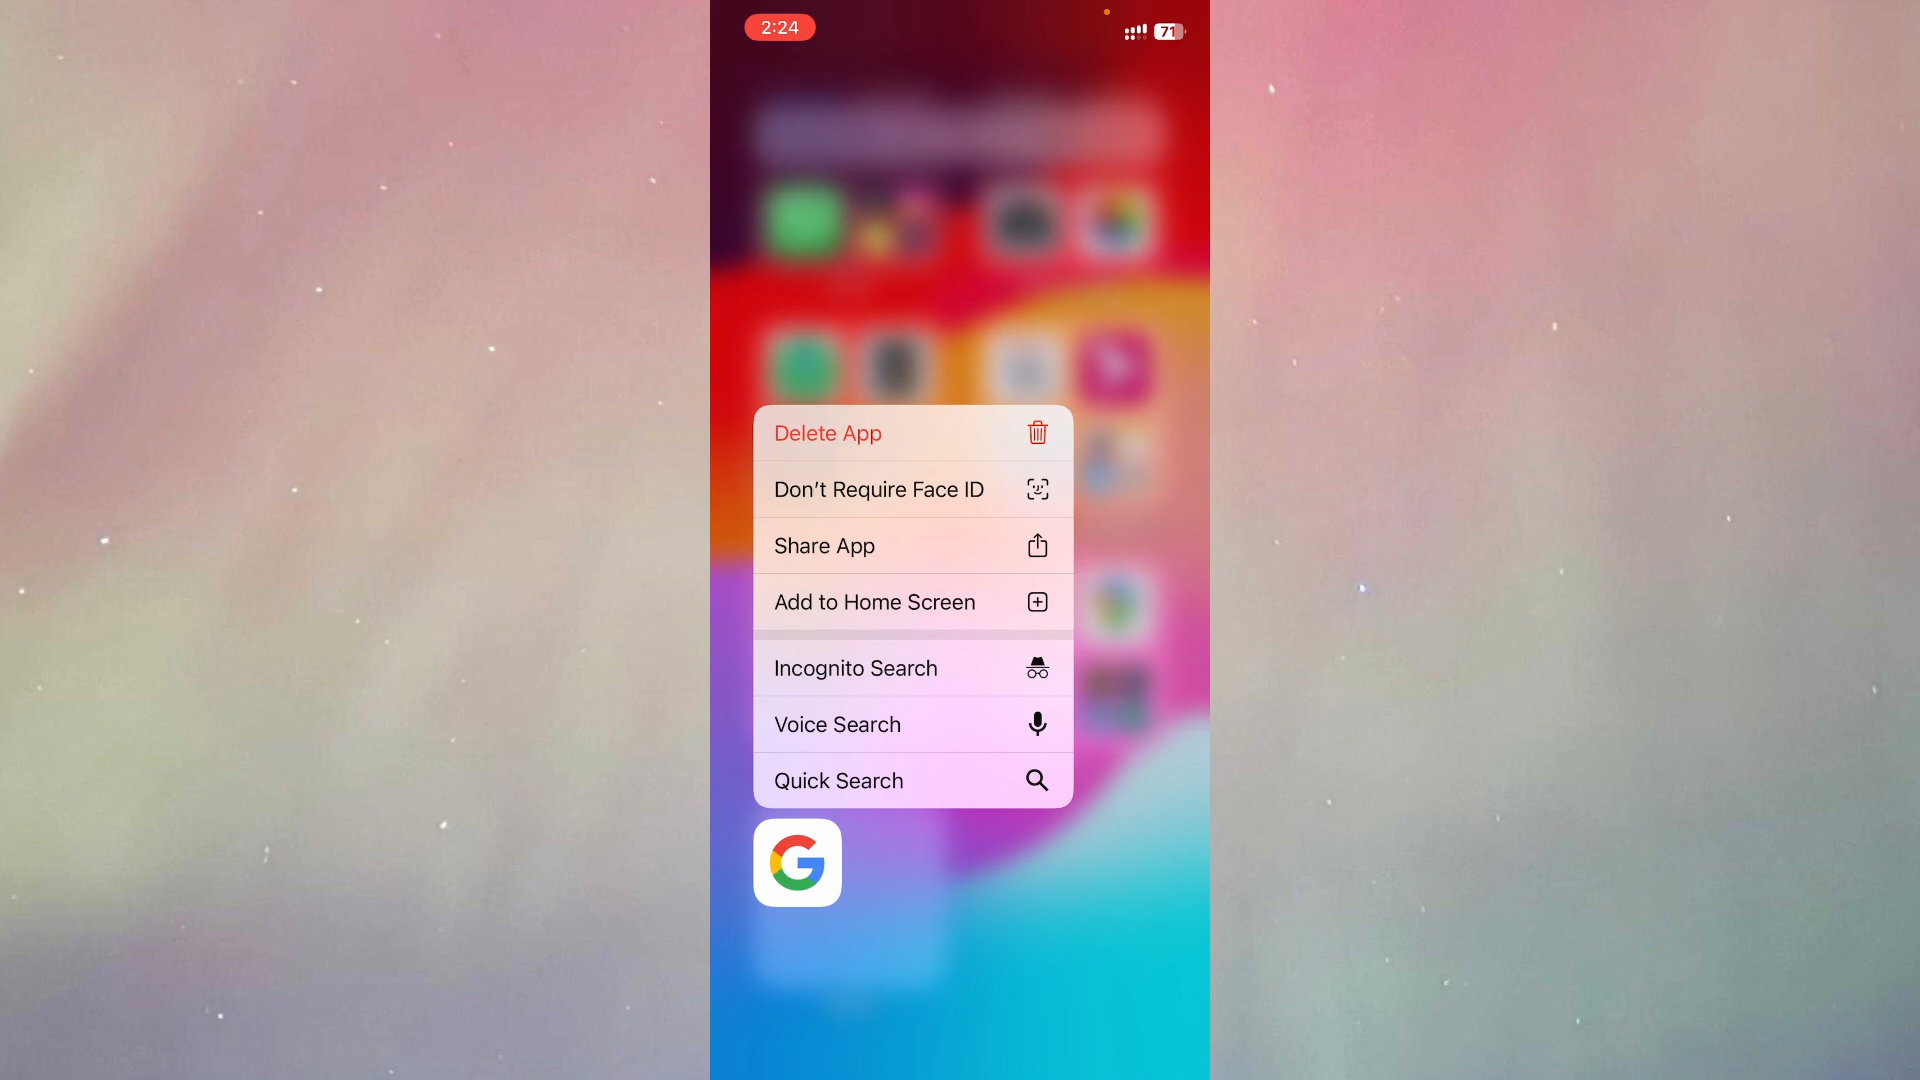 2:24
71
Delete App
Don't Require Face ID
Share App
Add to Home Screen
Incognito Search
Voice Search
Quick Search
G